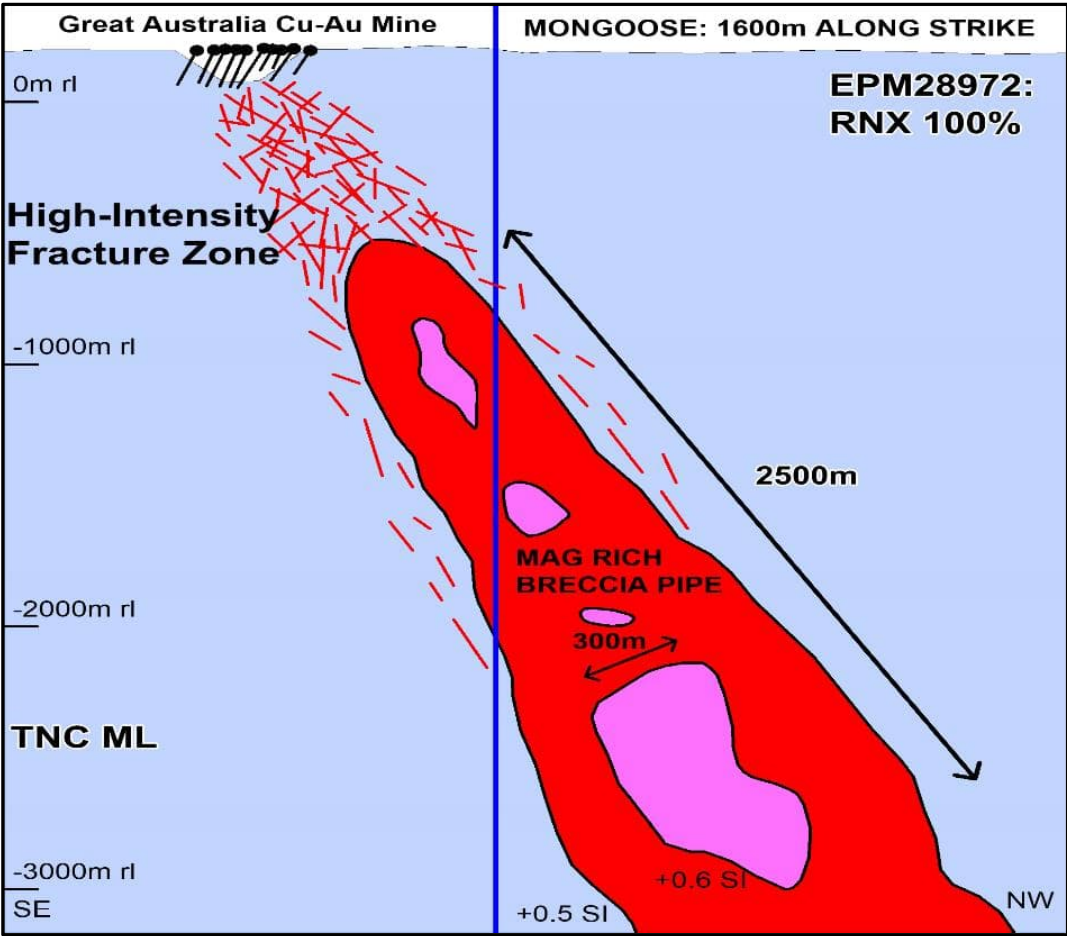 Great Australia Cu-Au Mine
MONGOOSE: 1600m ALONG STRIKE
0m rl
EPM28972:
RNX 100%
High-Intensity
Fracture Zone
-1000m rl
2500m
MAG RICH
BRECCIA PIPE
-2000m rl
300m
TNC ML
-3000m rl
+0.6 SI
SE
+0.5 SI
NW